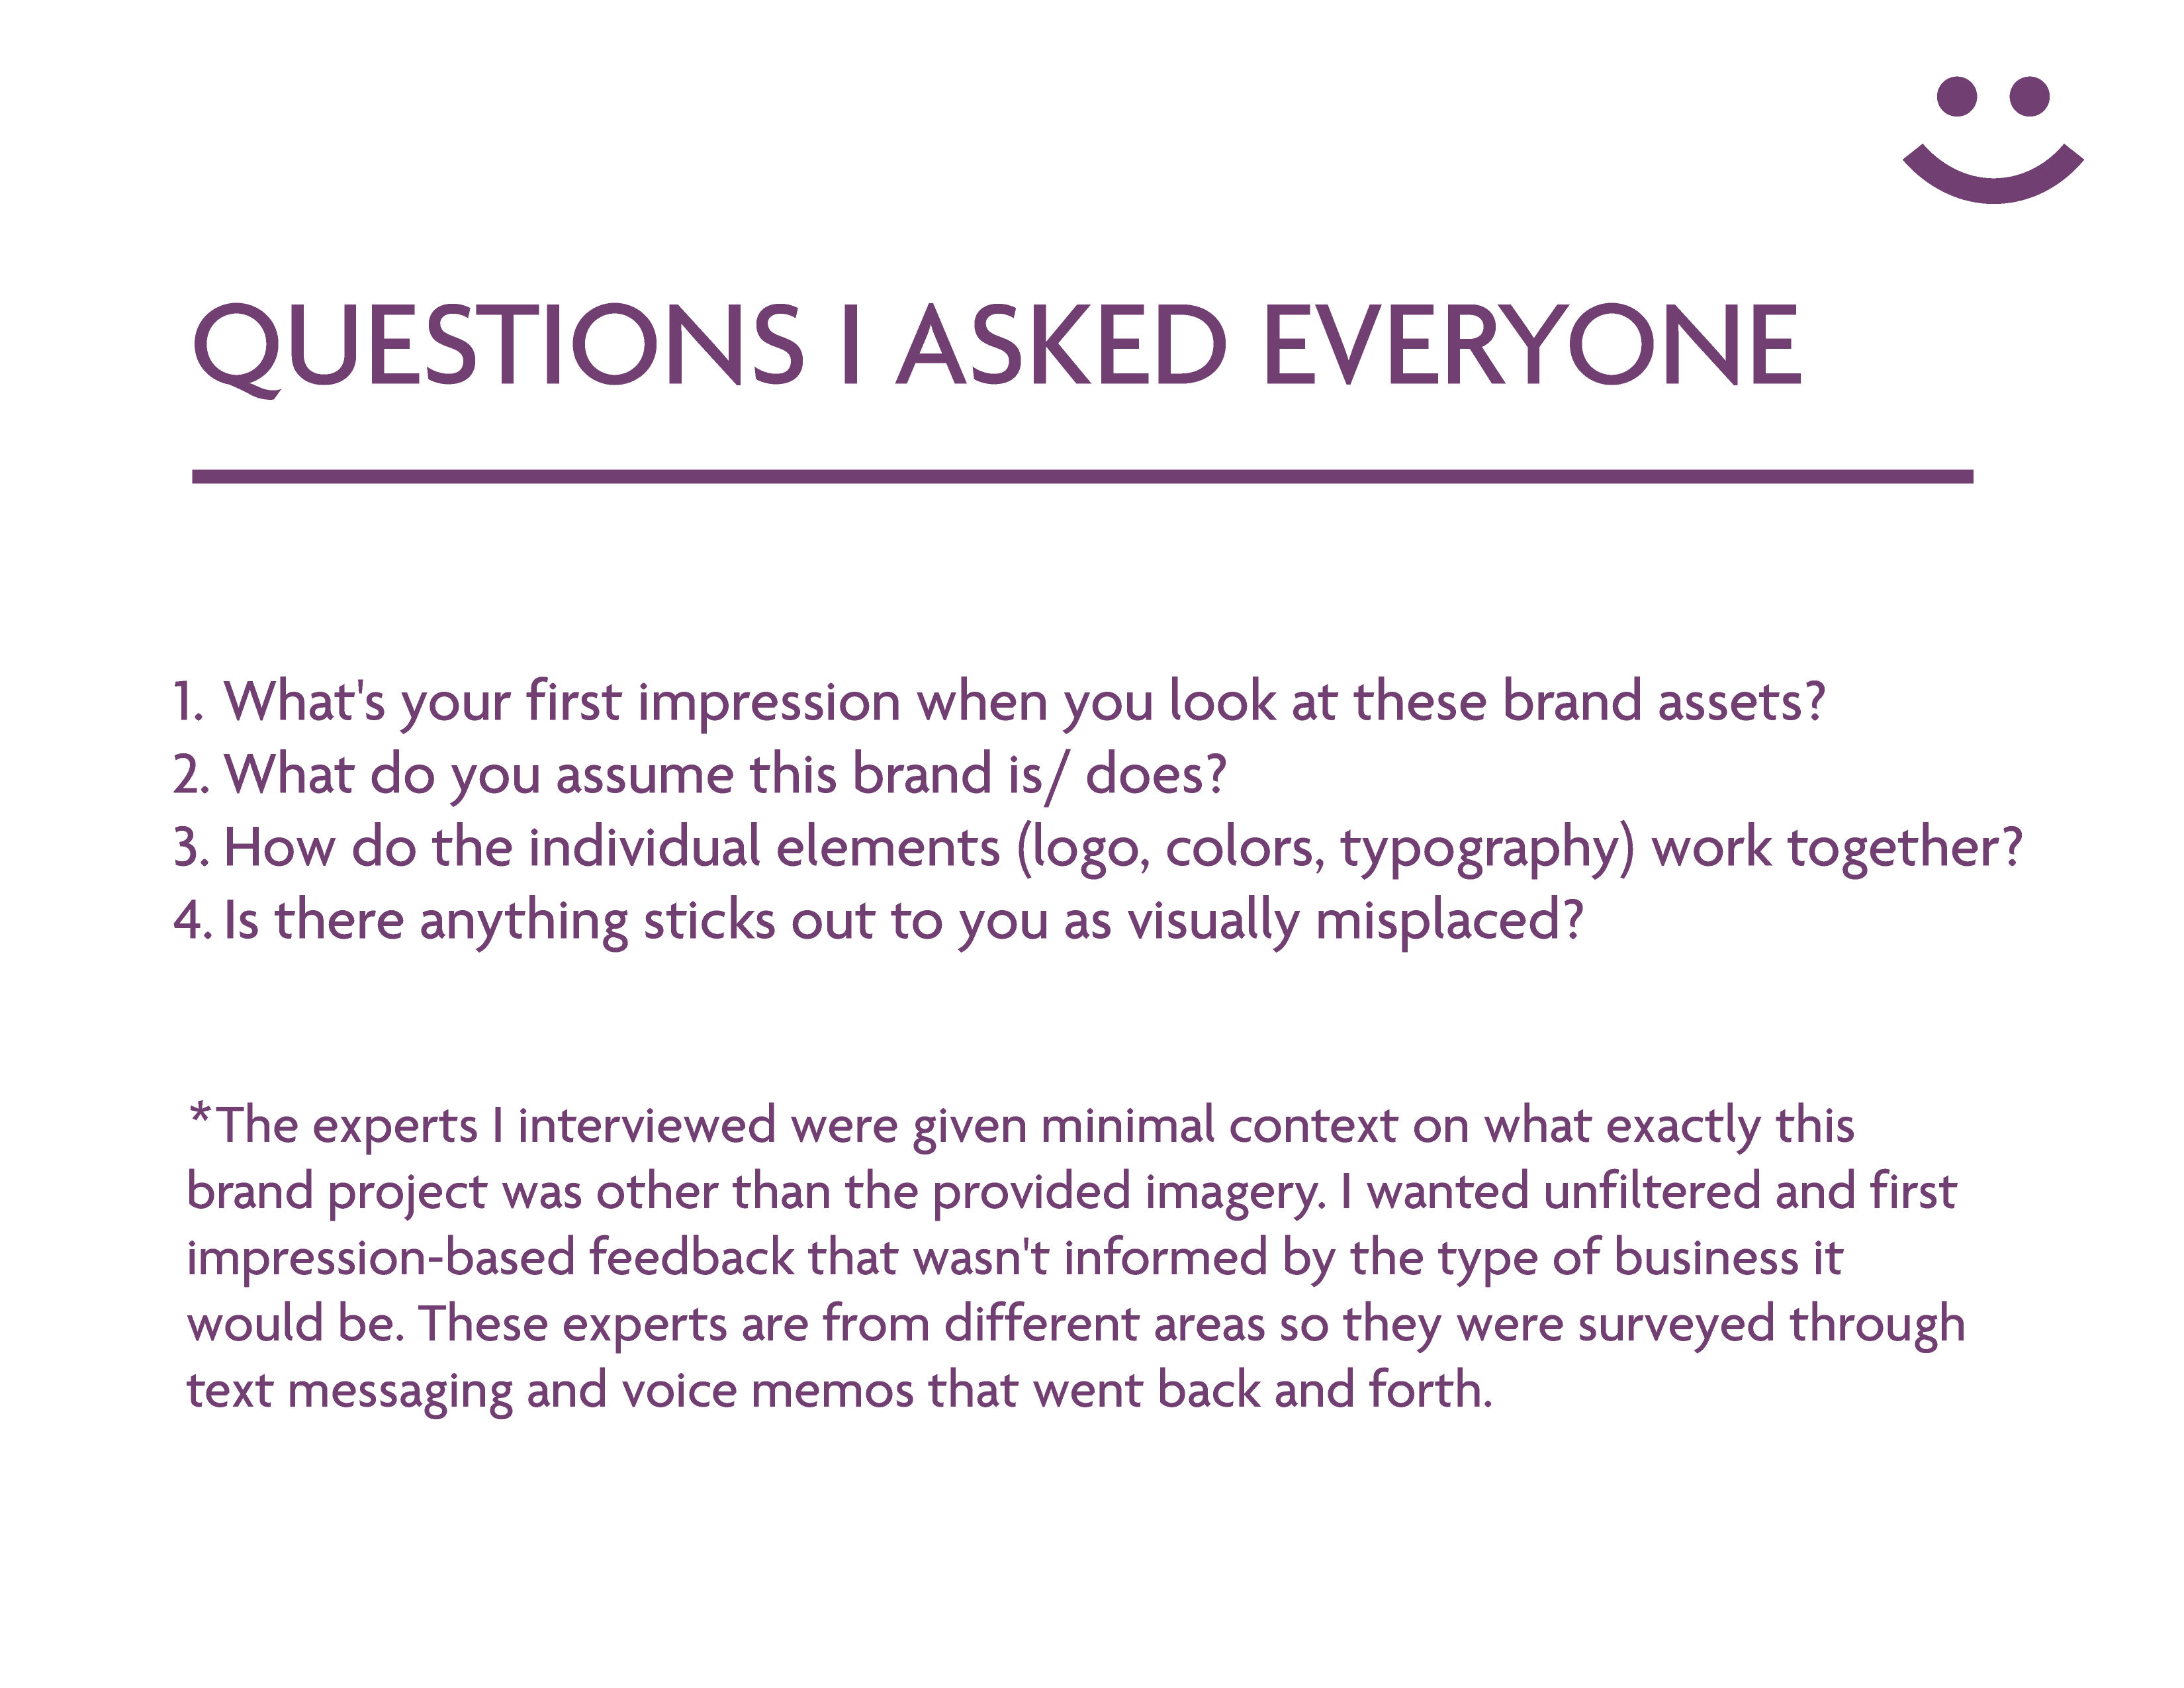 QUESTIONS I ASKED EVERYONE
1. What's your first impression when you look at these brand assets?
2. What do you assume this brand is/ does?
3. How do the individual elements (logo, colors, typography) work together?
4. Is there anything sticks out to you as visually misplaced?
*The experts I interviewed were given minimal context on what exactly this
brand project was other than the provided imagery. I wanted unfiltered and first
impression-based feedback that wasn't informed by the type of business it
would be. These experts are from different areas so they were surveyed through
text messaging and voice memos that went back and forth.